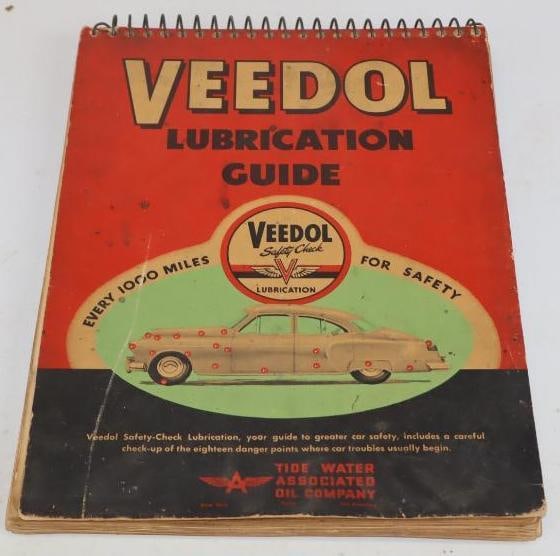 VEEDOL
LUBRICATION
GUIDE
VEEDOL
Safety Check
LUBRICATION
EVERY 1000 MILES FOR SAFETY
Veedol Safety-Check Lubrication, your guide to greater car safety, includes a careful
check-up of the eighteen danger points where car troubles usually begin.
A
TIDE WATER
ASSOCIATED
OIL COMPANY